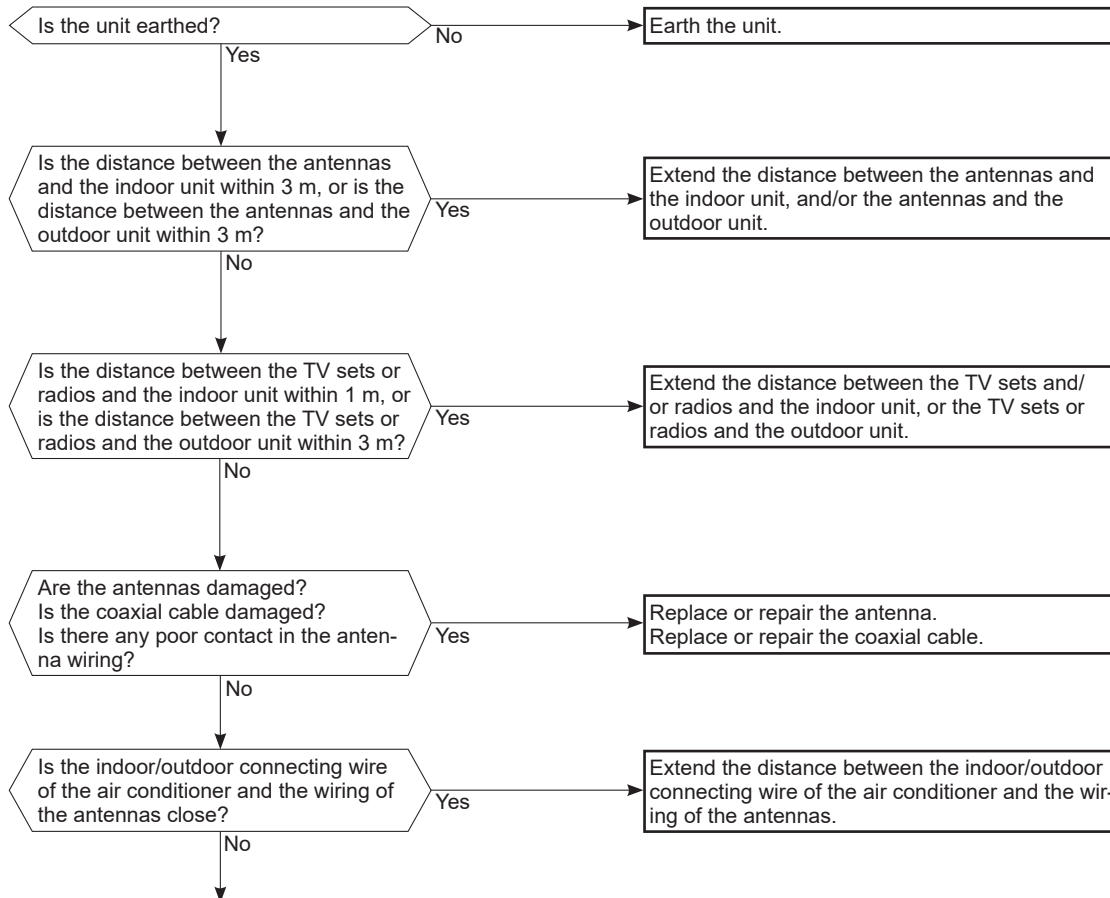 Is the unit earthed?
No
Earth the unit.
Yes
Is the distance between the antennas
and the indoor unit within 3 m, or is the
distance between the antennas and the
outdoor unit within 3 m?
Yes
Extend the distance between the antennas and
the indoor unit, and/or the antennas and the
outdoor unit.
No
Is the distance between the TV sets or
radios and the indoor unit within 1 m, or
is the distance between the TV sets or
radios and the outdoor unit within 3 m?
Yes
Extend the distance between the TV sets and/
or radios and the indoor unit, or the TV sets or
radios and the outdoor unit.
No
Are the antennas damaged?
Is the coaxial cable damaged?
Is there any poor contact in the anten-
na wiring?
Yes
Replace or repair the antenna.
Replace or repair the coaxial cable.
No
Is the indoor/outdoor connecting wire
of the air conditioner and the wiring of
the antennas close?
Yes
Extend the distance between the indoor/outdoor
connecting wire of the air conditioner and the wir-
ing of the antennas.
No